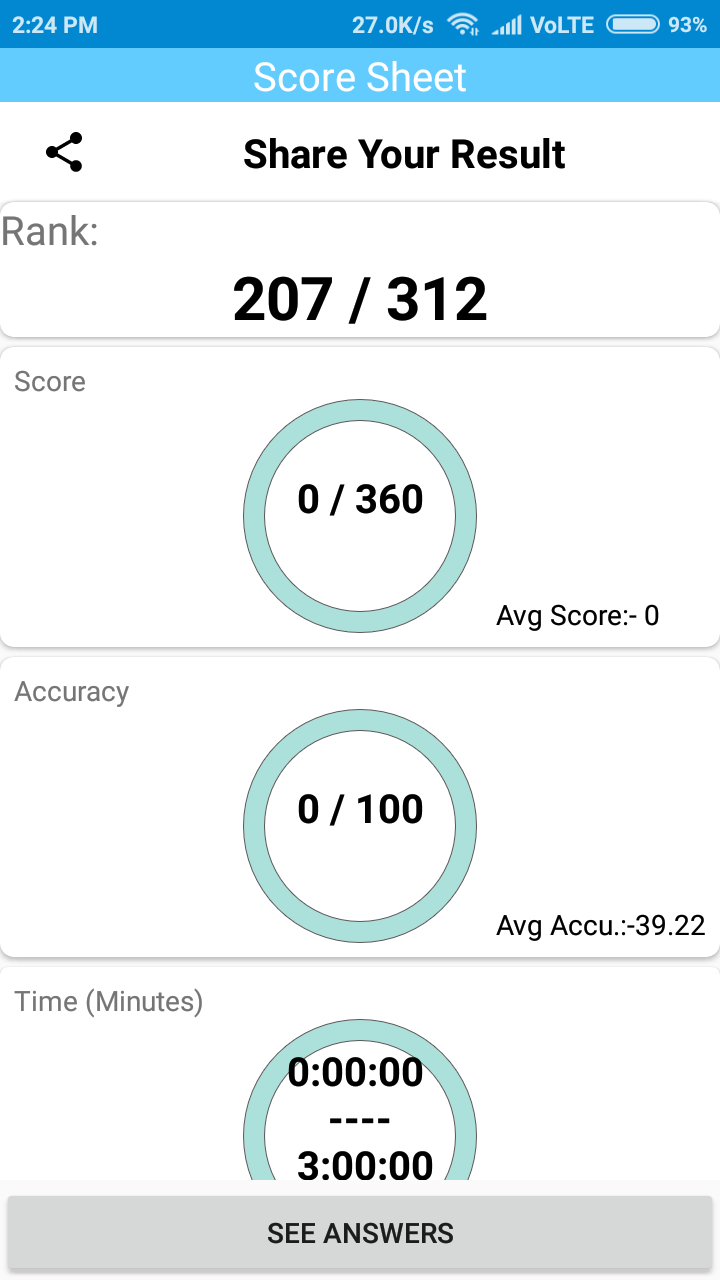 2:24 PM 27.0K/s VoLTE 93%
Score Sheet
Share Your Result
Rank:
207 / 312
Score
0 / 360
Avg Score:- 0
Accuracy
0 / 100
Avg Accu.:-39.22
Time (Minutes)
0:00:00
----
3:00:00
SEE ANSWERS